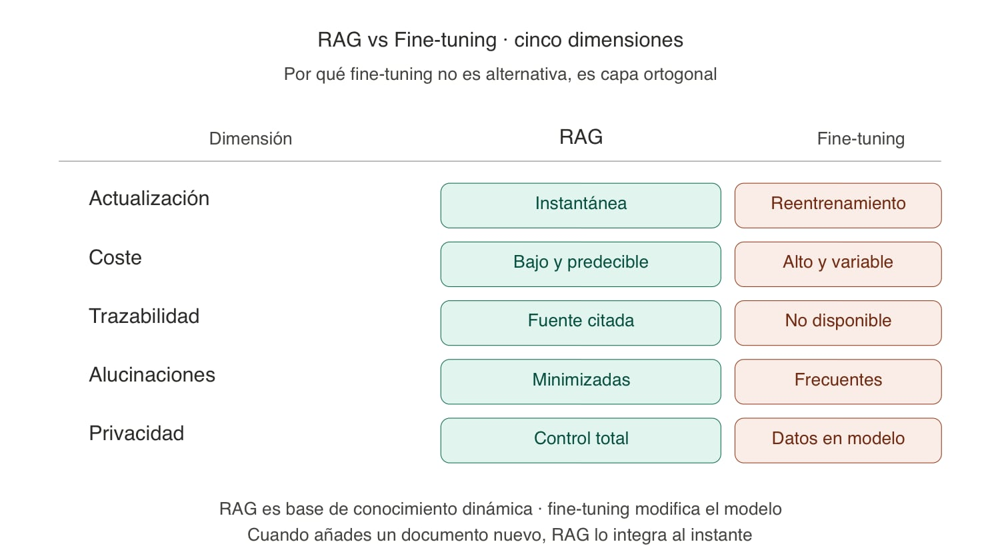 RAG vs Fine-tuning · cinco dimensiones
Por qué fine-tuning no es alternativa, es capa ortogonal
Dimensión RAG Fine-tuning
Actualización Instantánea Reentrenamiento
Coste Bajo y predecible Alto y variable
Trazabilidad Fuente citada No disponible
Alucinaciones Minimizadas Frecuentes
Privacidad Control total Datos en modelo
RAG es base de conocimiento dinámica · fine-tuning modifica el modelo
Cuando añades un documento nuevo, RAG lo integra al instante